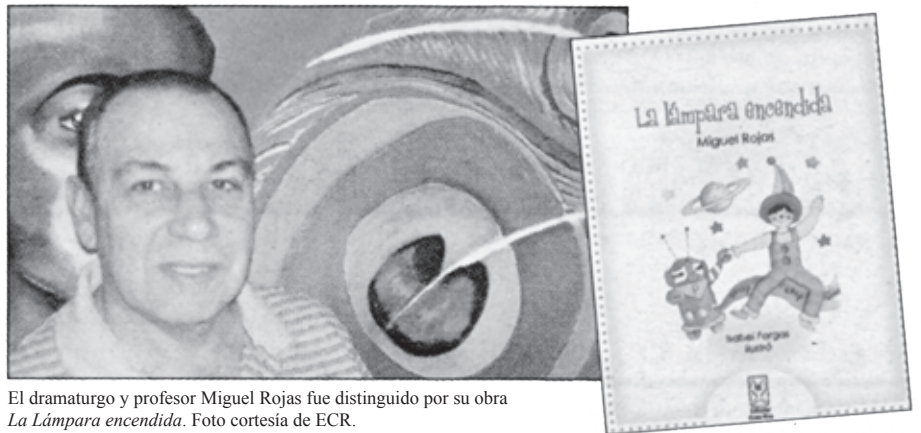 La lámpara encendida
Miguel Rojas
Isabel Fargas
ilustró
El dramaturgo y profesor Miguel Rojas fue distinguido por su obra
La Lámpara encendida. Foto cortesía de ECR.